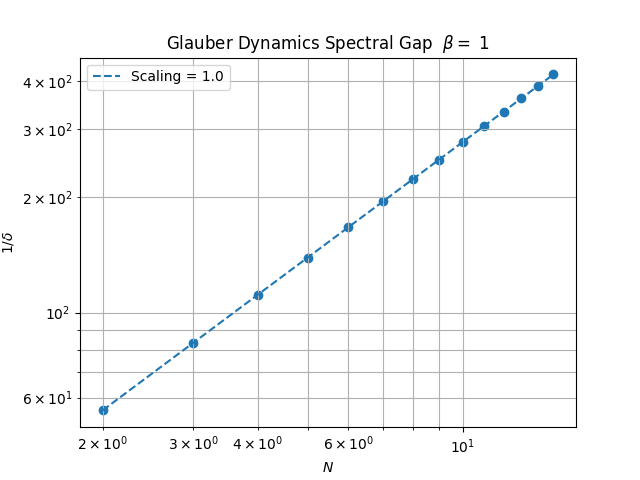 Glauber Dynamics Spectral Gap β = 1
Scaling = 1.0
4 × 10²
3 × 10²
2 × 10²
10²
6 × 10¹
1/δ
2 × 10⁰ 3 × 10⁰ 4 × 10⁰ 6 × 10⁰ 10¹
N